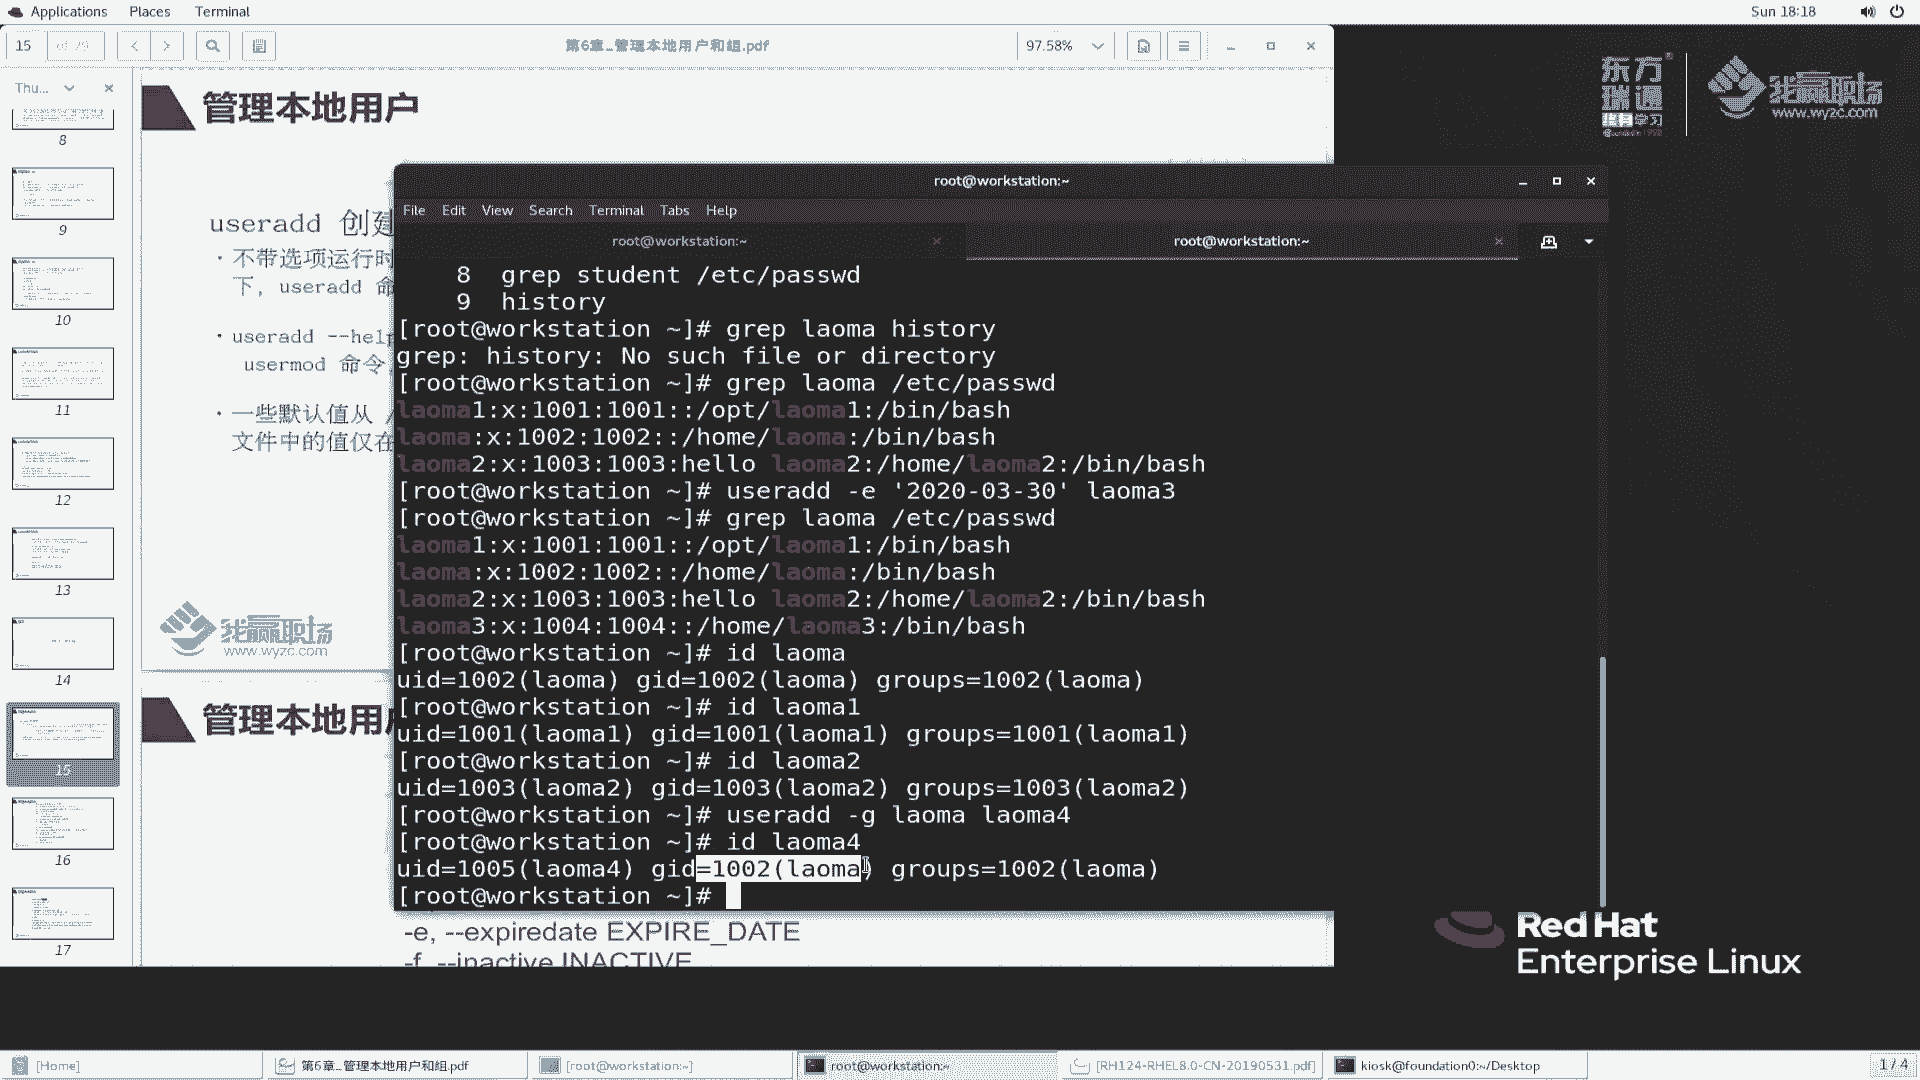 Applications Places Terminal Sun 18:18
15 of 29 第6章_管理本地用户和组.pdf 97.58%
Thu...
8
9
10
11
12
13
14
15
16
17
管理本地用户
useradd 创建
· 不带选项运行时
下，useradd 命
· useradd --help
usermod 命令
· 一些默认值从 /
文件中的值仅在
我赢职场
www.wyzc.com
管理本地用户
-e, --expiredate EXPIRE_DATE
-f, --inactive INACTIVE
东方
瑞通
终身学习
我赢职场
www.wyzc.com
root@workstation:~
File Edit View Search Terminal Tabs Help
root@workstation:~ root@workstation:~
8 grep student /etc/passwd
9 history
[root@workstation ~]# grep laoma history
grep: history: No such file or directory
[root@workstation ~]# grep laoma /etc/passwd
laoma1:x:1001:1001::/opt/laoma1:/bin/bash
laoma:x:1002:1002::/home/laoma:/bin/bash
laoma2:x:1003:1003:hello laoma2:/home/laoma2:/bin/bash
[root@workstation ~]# useradd -e '2020-03-30' laoma3
[root@workstation ~]# grep laoma /etc/passwd
laoma1:x:1001:1001::/opt/laoma1:/bin/bash
laoma:x:1002:1002::/home/laoma:/bin/bash
laoma2:x:1003:1003:hello laoma2:/home/laoma2:/bin/bash
laoma3:x:1004:1004::/home/laoma3:/bin/bash
[root@workstation ~]# id laoma
uid=1002(laoma) gid=1002(laoma) groups=1002(laoma)
[root@workstation ~]# id laoma1
uid=1001(laoma1) gid=1001(laoma1) groups=1001(laoma1)
[root@workstation ~]# id laoma2
uid=1003(laoma2) gid=1003(laoma2) groups=1003(laoma2)
[root@workstation ~]# useradd -g laoma laoma4
[root@workstation ~]# id laoma4
uid=1005(laoma4) gid=1002(laoma) groups=1002(laoma)
[root@workstation ~]#
Red Hat
Enterprise Linux
[Home] 第6章_管理本地用户和组.pdf [root@workstation:~] root@workstation:~ [RH124-RHEL8.0-CN-20190531.pdf] kiosk@foundation0:~/Desktop 1 / 4